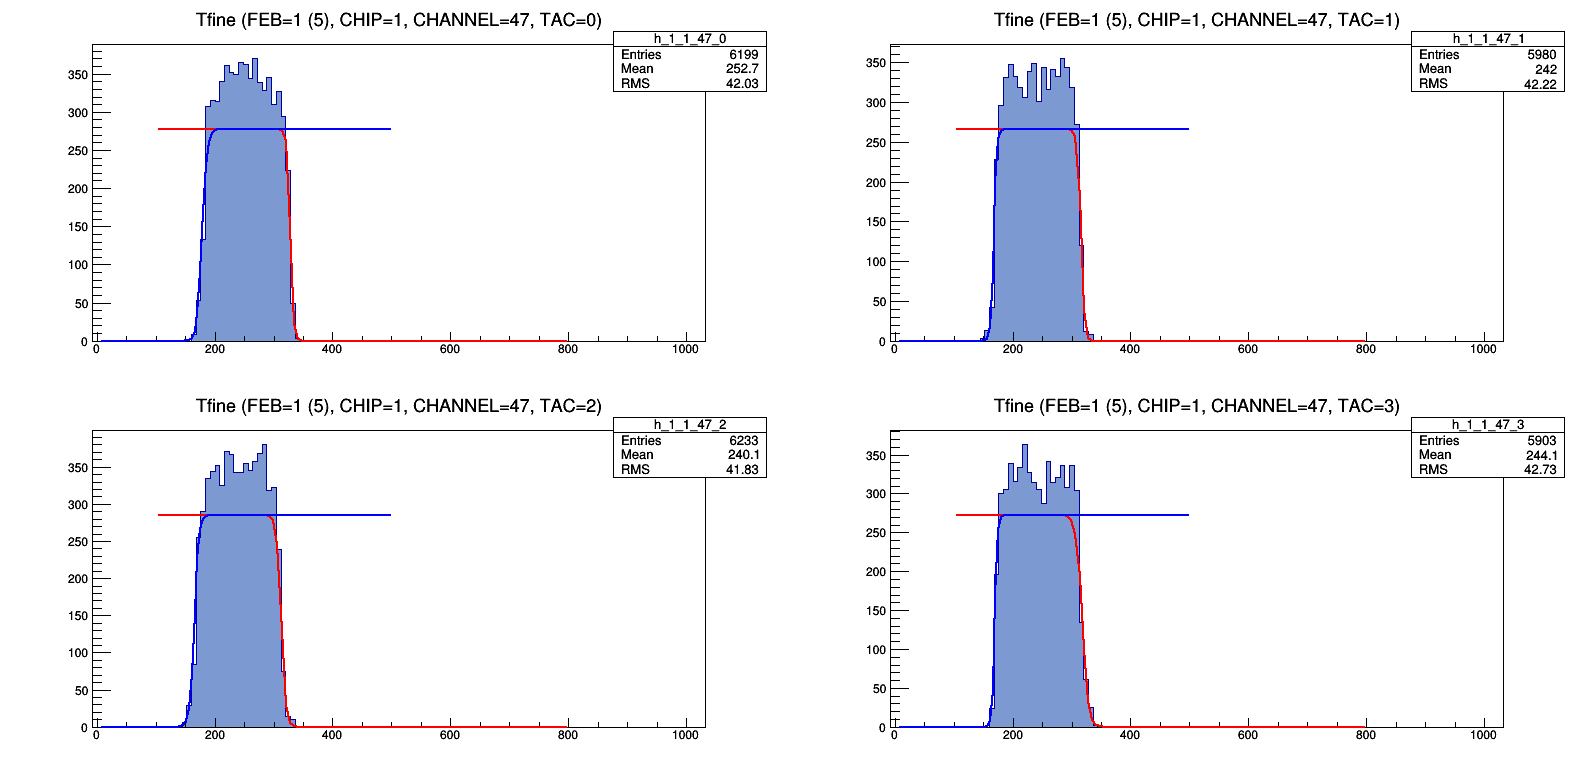 Tfine (FEB=1 (5), CHIP=1, CHANNEL=47, TAC=0)
h_1_1_47_0
Entries 6199
Mean 252.7
RMS 42.03
350
300
250
200
150
100
50
0
0 200 400 600 800 1000
Tfine (FEB=1 (5), CHIP=1, CHANNEL=47, TAC=1)
h_1_1_47_1
Entries 5980
Mean 242
RMS 42.22
350
300
250
200
150
100
50
0
0 200 400 600 800 1000
Tfine (FEB=1 (5), CHIP=1, CHANNEL=47, TAC=2)
h_1_1_47_2
Entries 6233
Mean 240.1
RMS 41.83
350
300
250
200
150
100
50
0
0 200 400 600 800 1000
Tfine (FEB=1 (5), CHIP=1, CHANNEL=47, TAC=3)
h_1_1_47_3
Entries 5903
Mean 244.1
RMS 42.73
350
300
250
200
150
100
50
0
0 200 400 600 800 1000